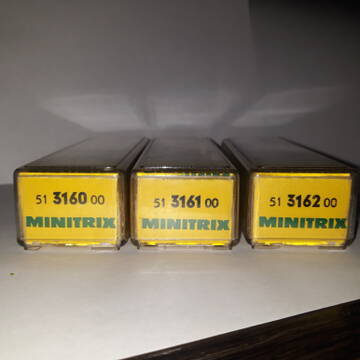 51 3160 00
MINITRIX
51 3161 00
MINITRIX
51 3162 00
MINITRIX